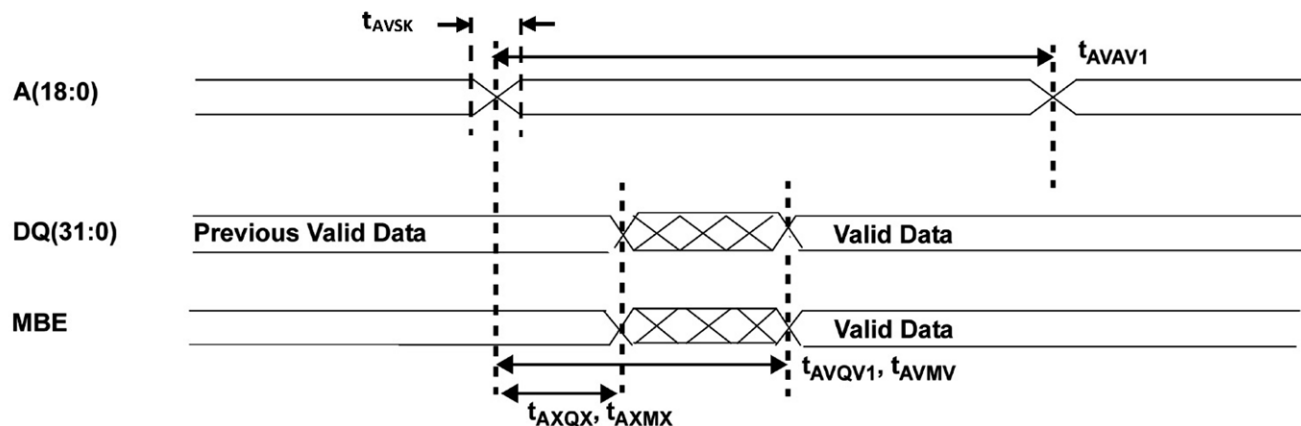 tAVSK
tAVAV1
A(18:0)
DQ(31:0) Previous Valid Data Valid Data
MBE Valid Data
tAVQV1, tAVMV
tAXQX, tAXMX